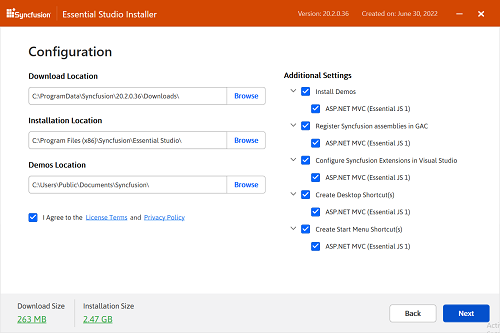 Syncfusion Essential Studio Installer Version: 20.2.0.36 Created on: June 30, 2022
Configuration
Download Location
C:\ProgramData\Syncfusion\20.2.0.36\Downloads\ Browse
Installation Location
C:\Program Files (x86)\Syncfusion\Essential Studio\ Browse
Demos Location
C:\Users\Public\Documents\Syncfusion\ Browse
I Agree to the License Terms and Privacy Policy
Additional Settings
Install Demos
ASP.NET MVC (Essential JS 1)
Register Syncfusion assemblies in GAC
ASP.NET MVC (Essential JS 1)
Configure Syncfusion Extensions in Visual Studio
ASP.NET MVC (Essential JS 1)
Create Desktop Shortcut(s)
ASP.NET MVC (Essential JS 1)
Create Start Menu Shortcut(s)
ASP.NET MVC (Essential JS 1)
Download Size Installation Size
263 MB 2.47 GB
Back Next